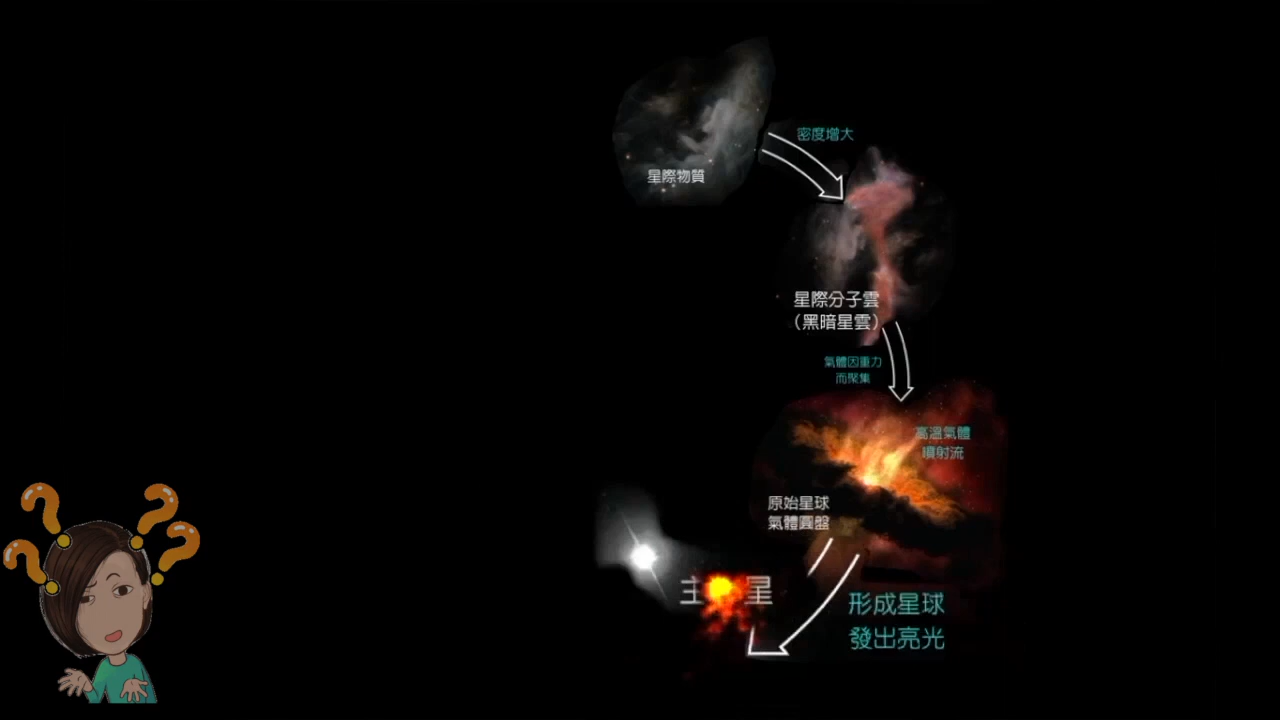 密度增大
星際物質
星際分子雲
（黑暗星雲）
氣體因重力
而聚集
高溫氣體
噴射流
原始星球
氣體圓盤
主 星
形成星球
發出亮光